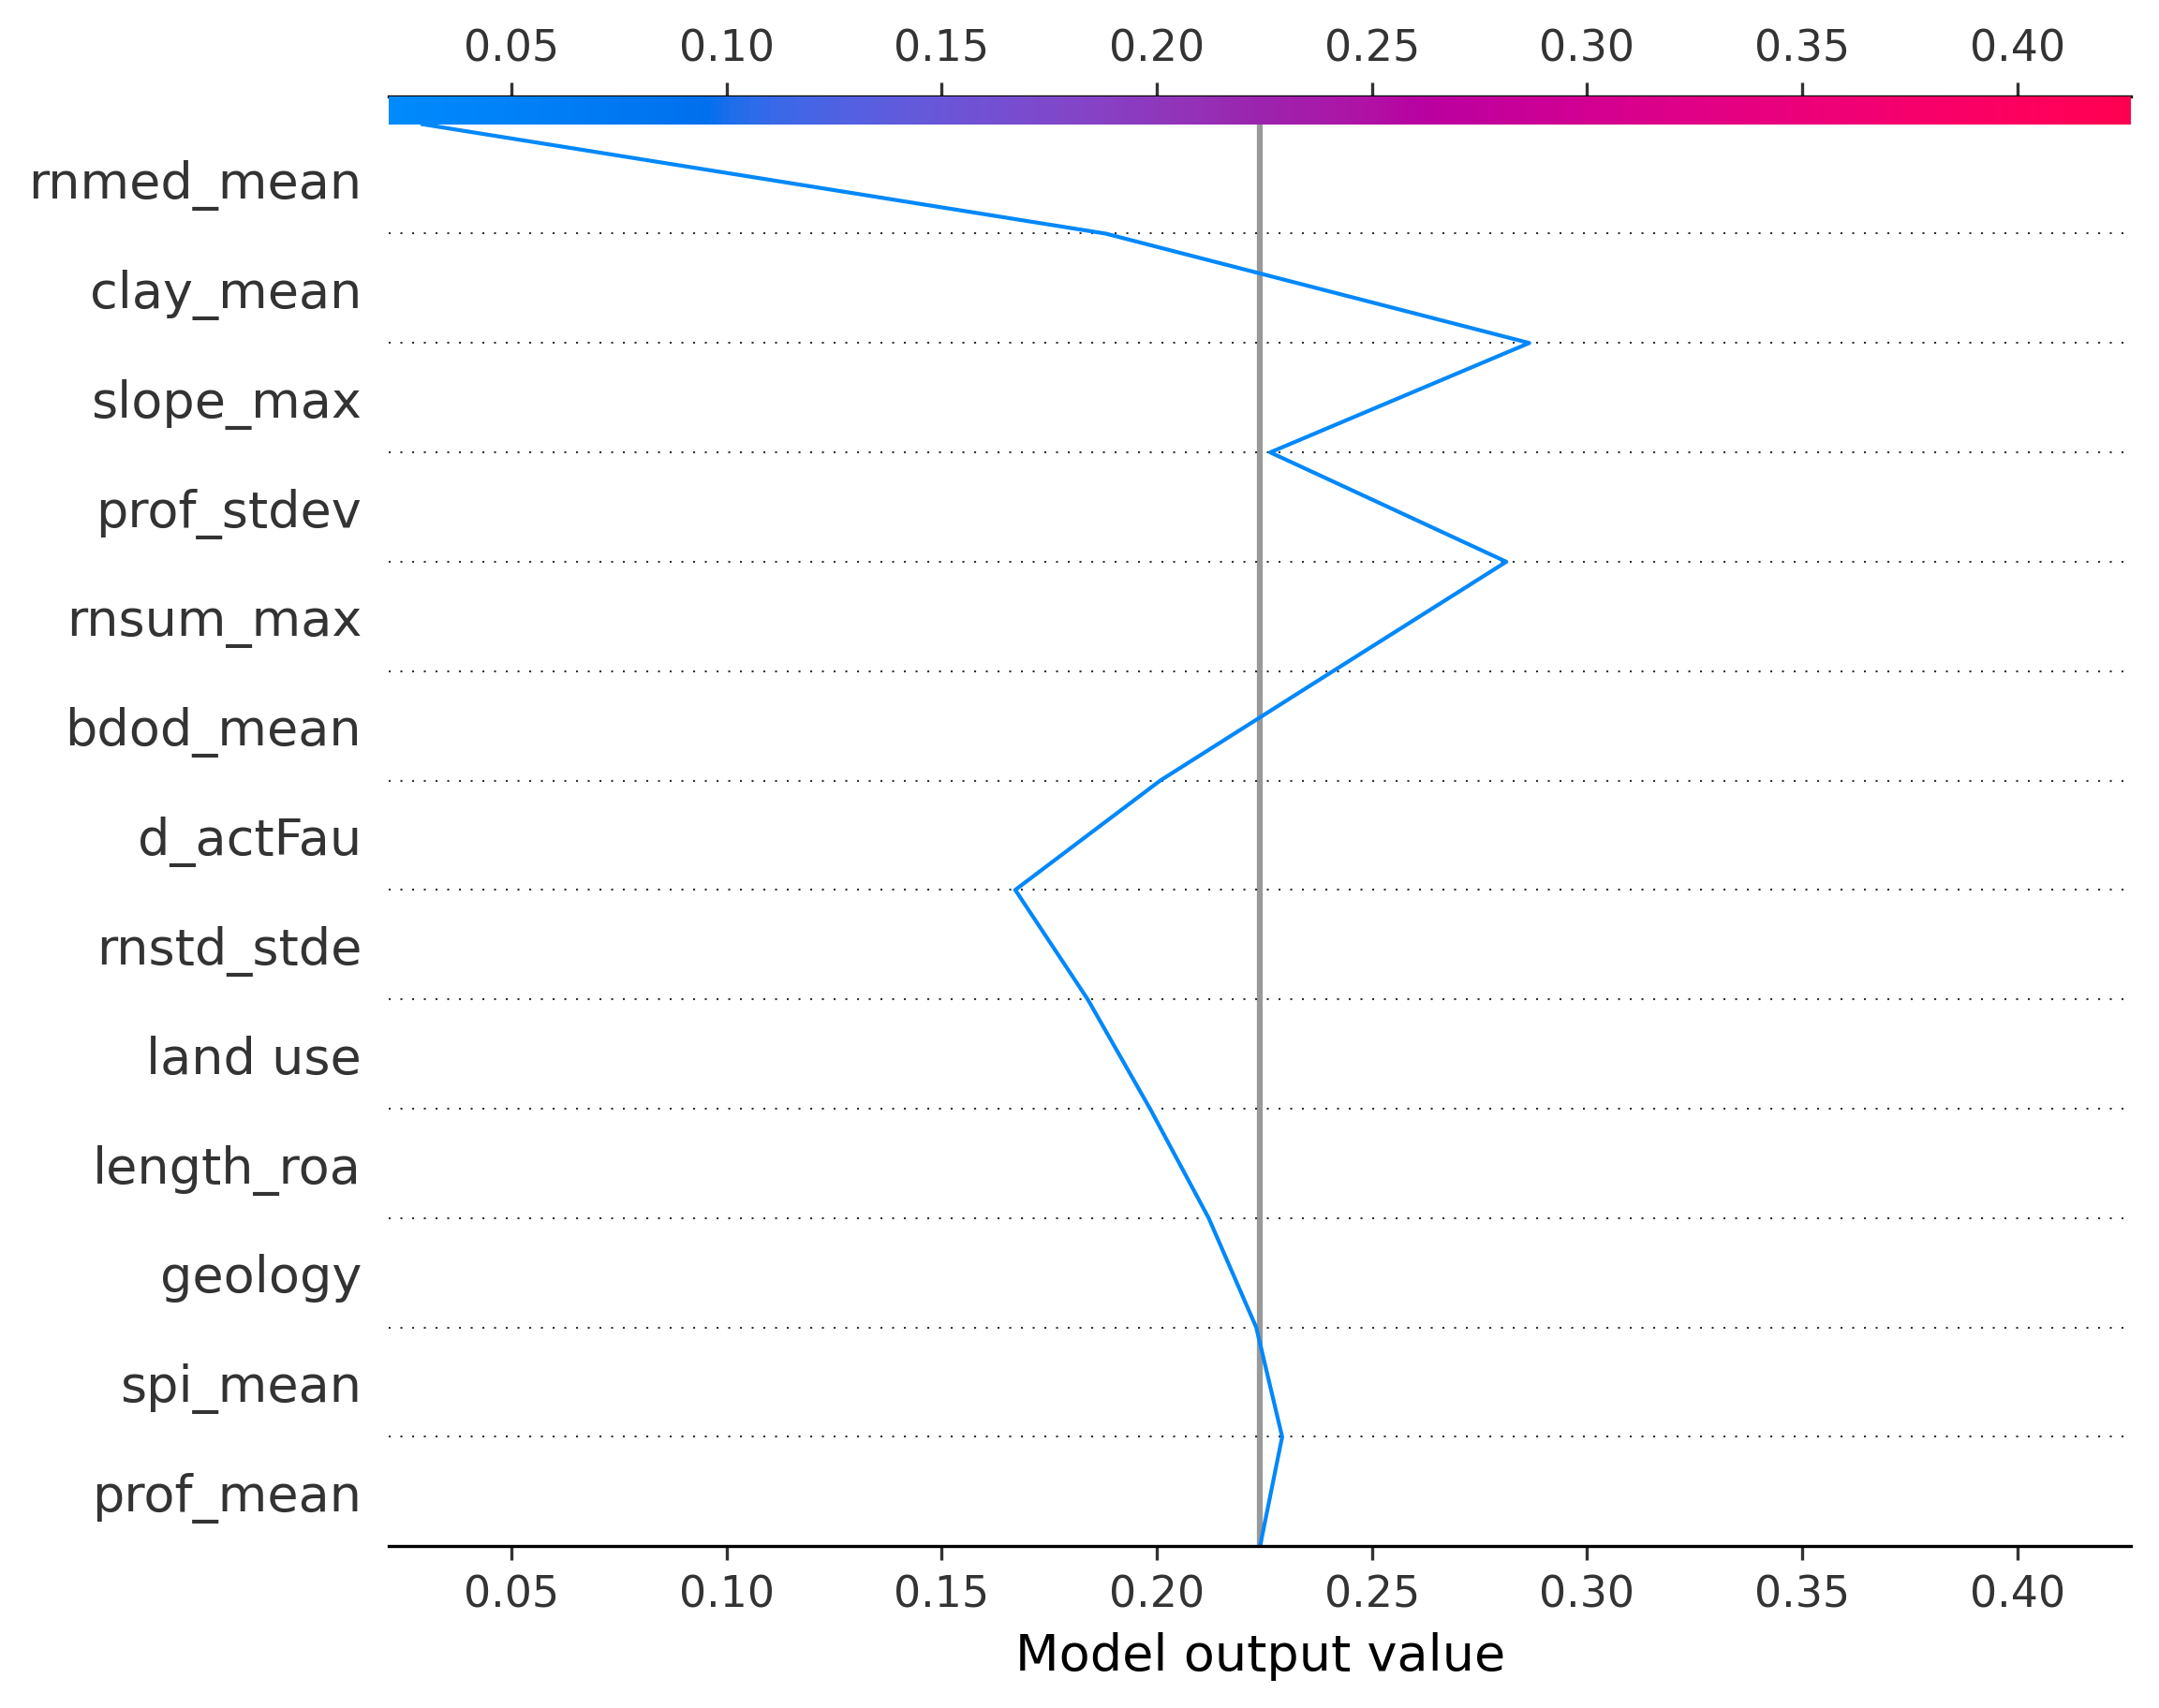 0.05 0.10 0.15 0.20 0.25 0.30 0.35 0.40
rnmed_mean
clay_mean
slope_max
prof_stdev
rnsum_max
bdod_mean
d_actFau
rnstd_stde
land use
length_roa
geology
spi_mean
prof_mean
0.05 0.10 0.15 0.20 0.25 0.30 0.35 0.40
Model output value